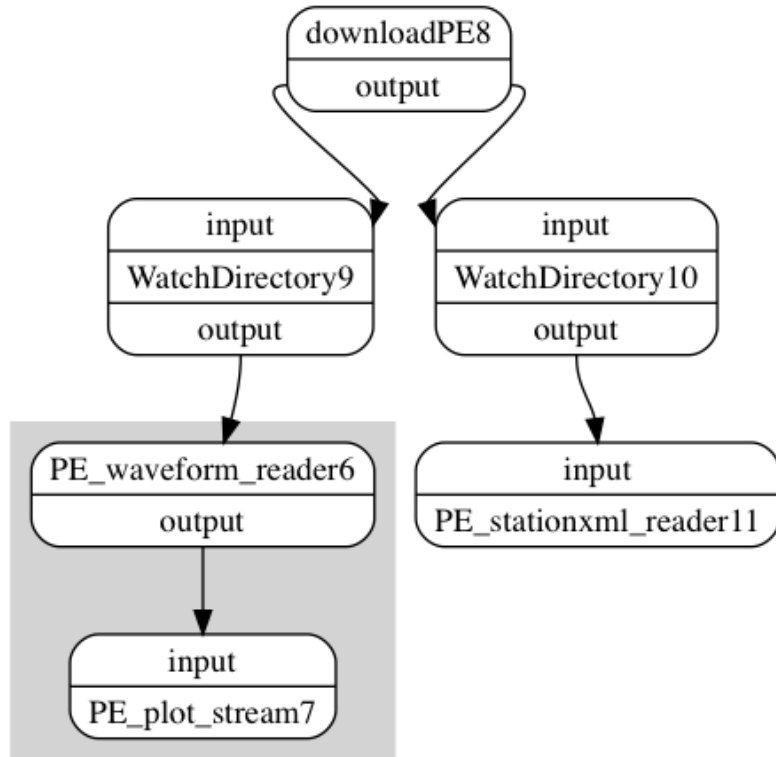 downloadPE8
output
input
WatchDirectory9
output
input
WatchDirectory10
output
PE_waveform_reader6
output
input
PE_stationxml_reader11
input
PE_plot_stream7